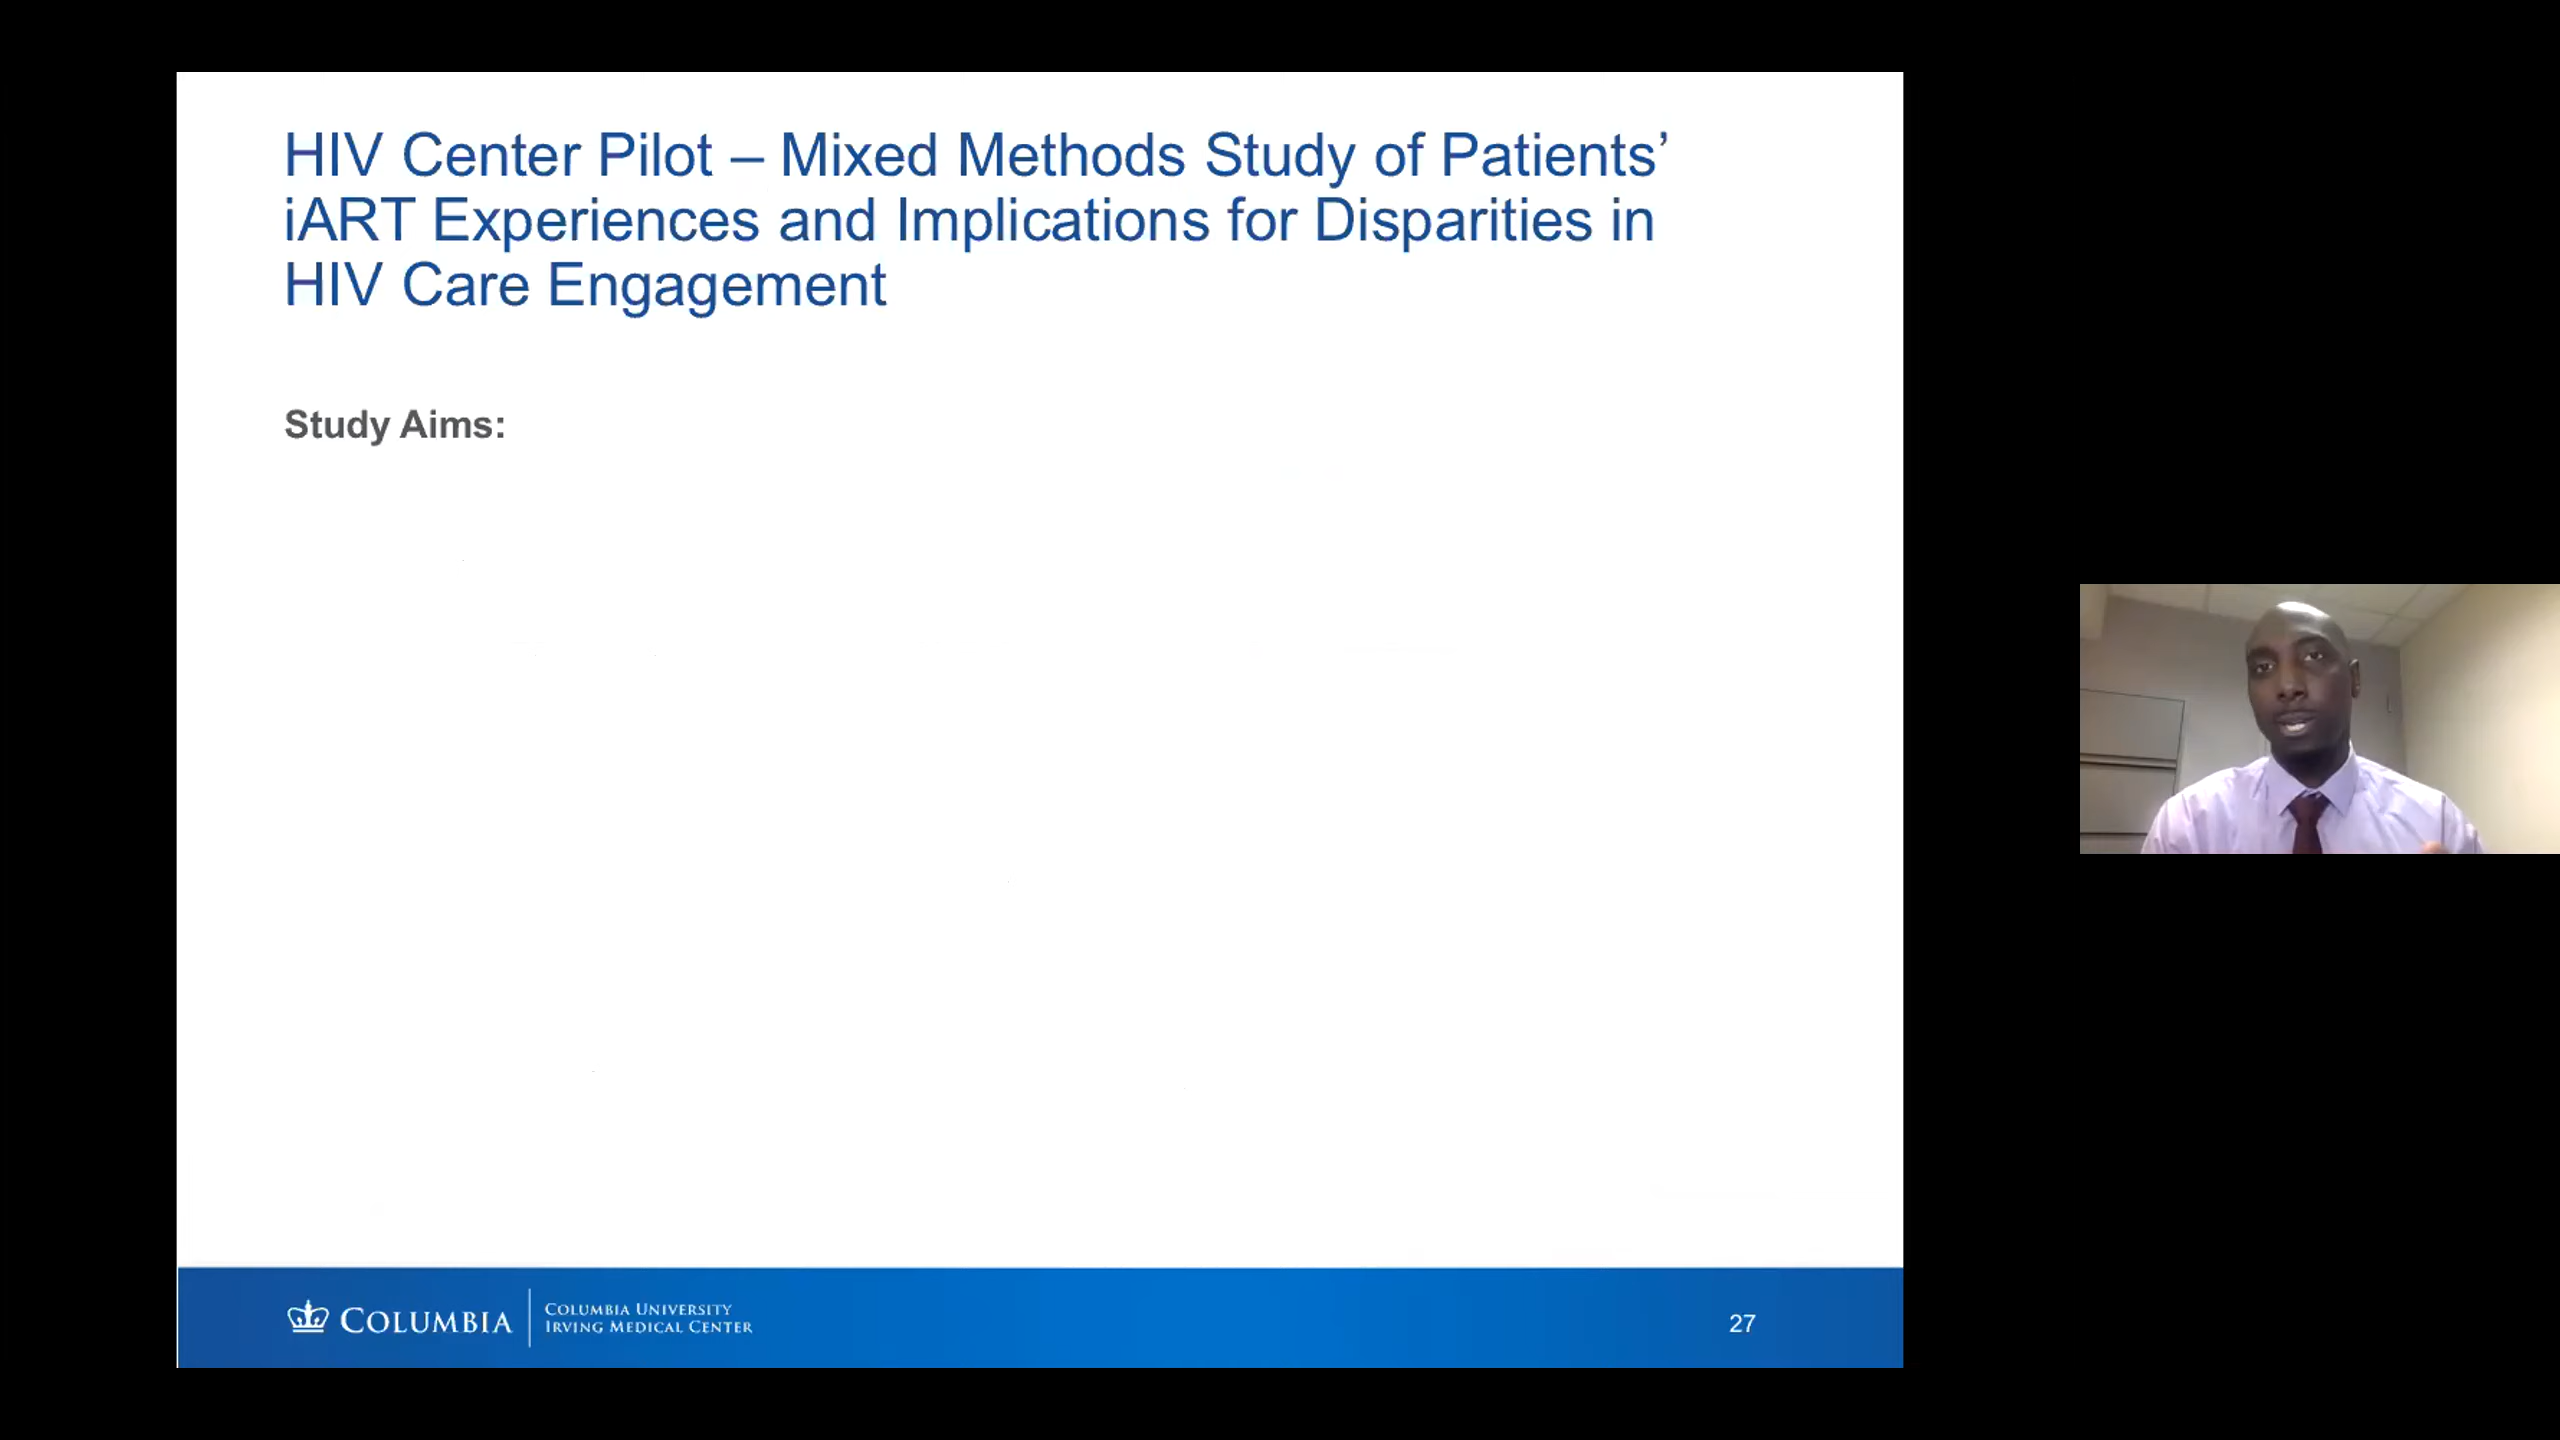 HIV Center Pilot – Mixed Methods Study of Patients’
iART Experiences and Implications for Disparities in
HIV Care Engagement
Study Aims:
COLUMBIA
COLUMBIA UNIVERSITY
IRVING MEDICAL CENTER
27